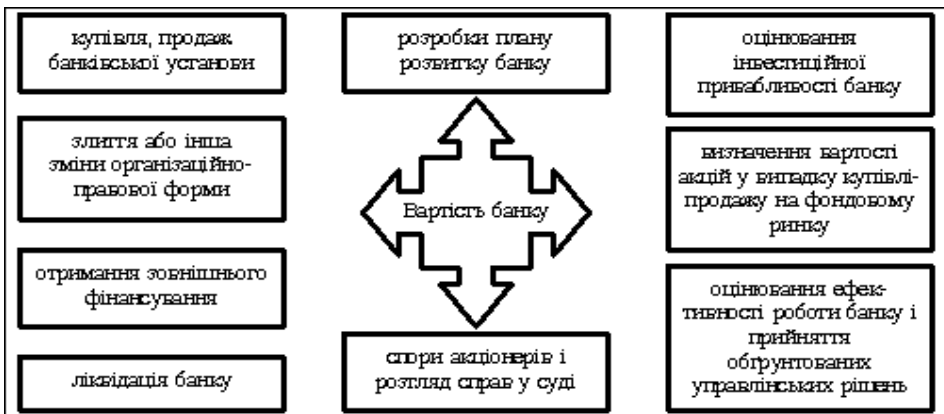 купівля, продаж
банківської установи
злиття або інша
зміни організаційно-
правової форми
отримання зовнішнього
фінансування
ліквідація банку
розробки плану
розвитку банку
Вартість банку
спори акціонерів і
розгляд справ у суді
оцінювання
інвестиційної
привабливості банку
визначення вартості
акцій у випадку купівлі-
продажу на фондовому
ринку
оцінювання ефек-
тивності роботи банку і
прийняття
обґрунтованих
управлінських рішень